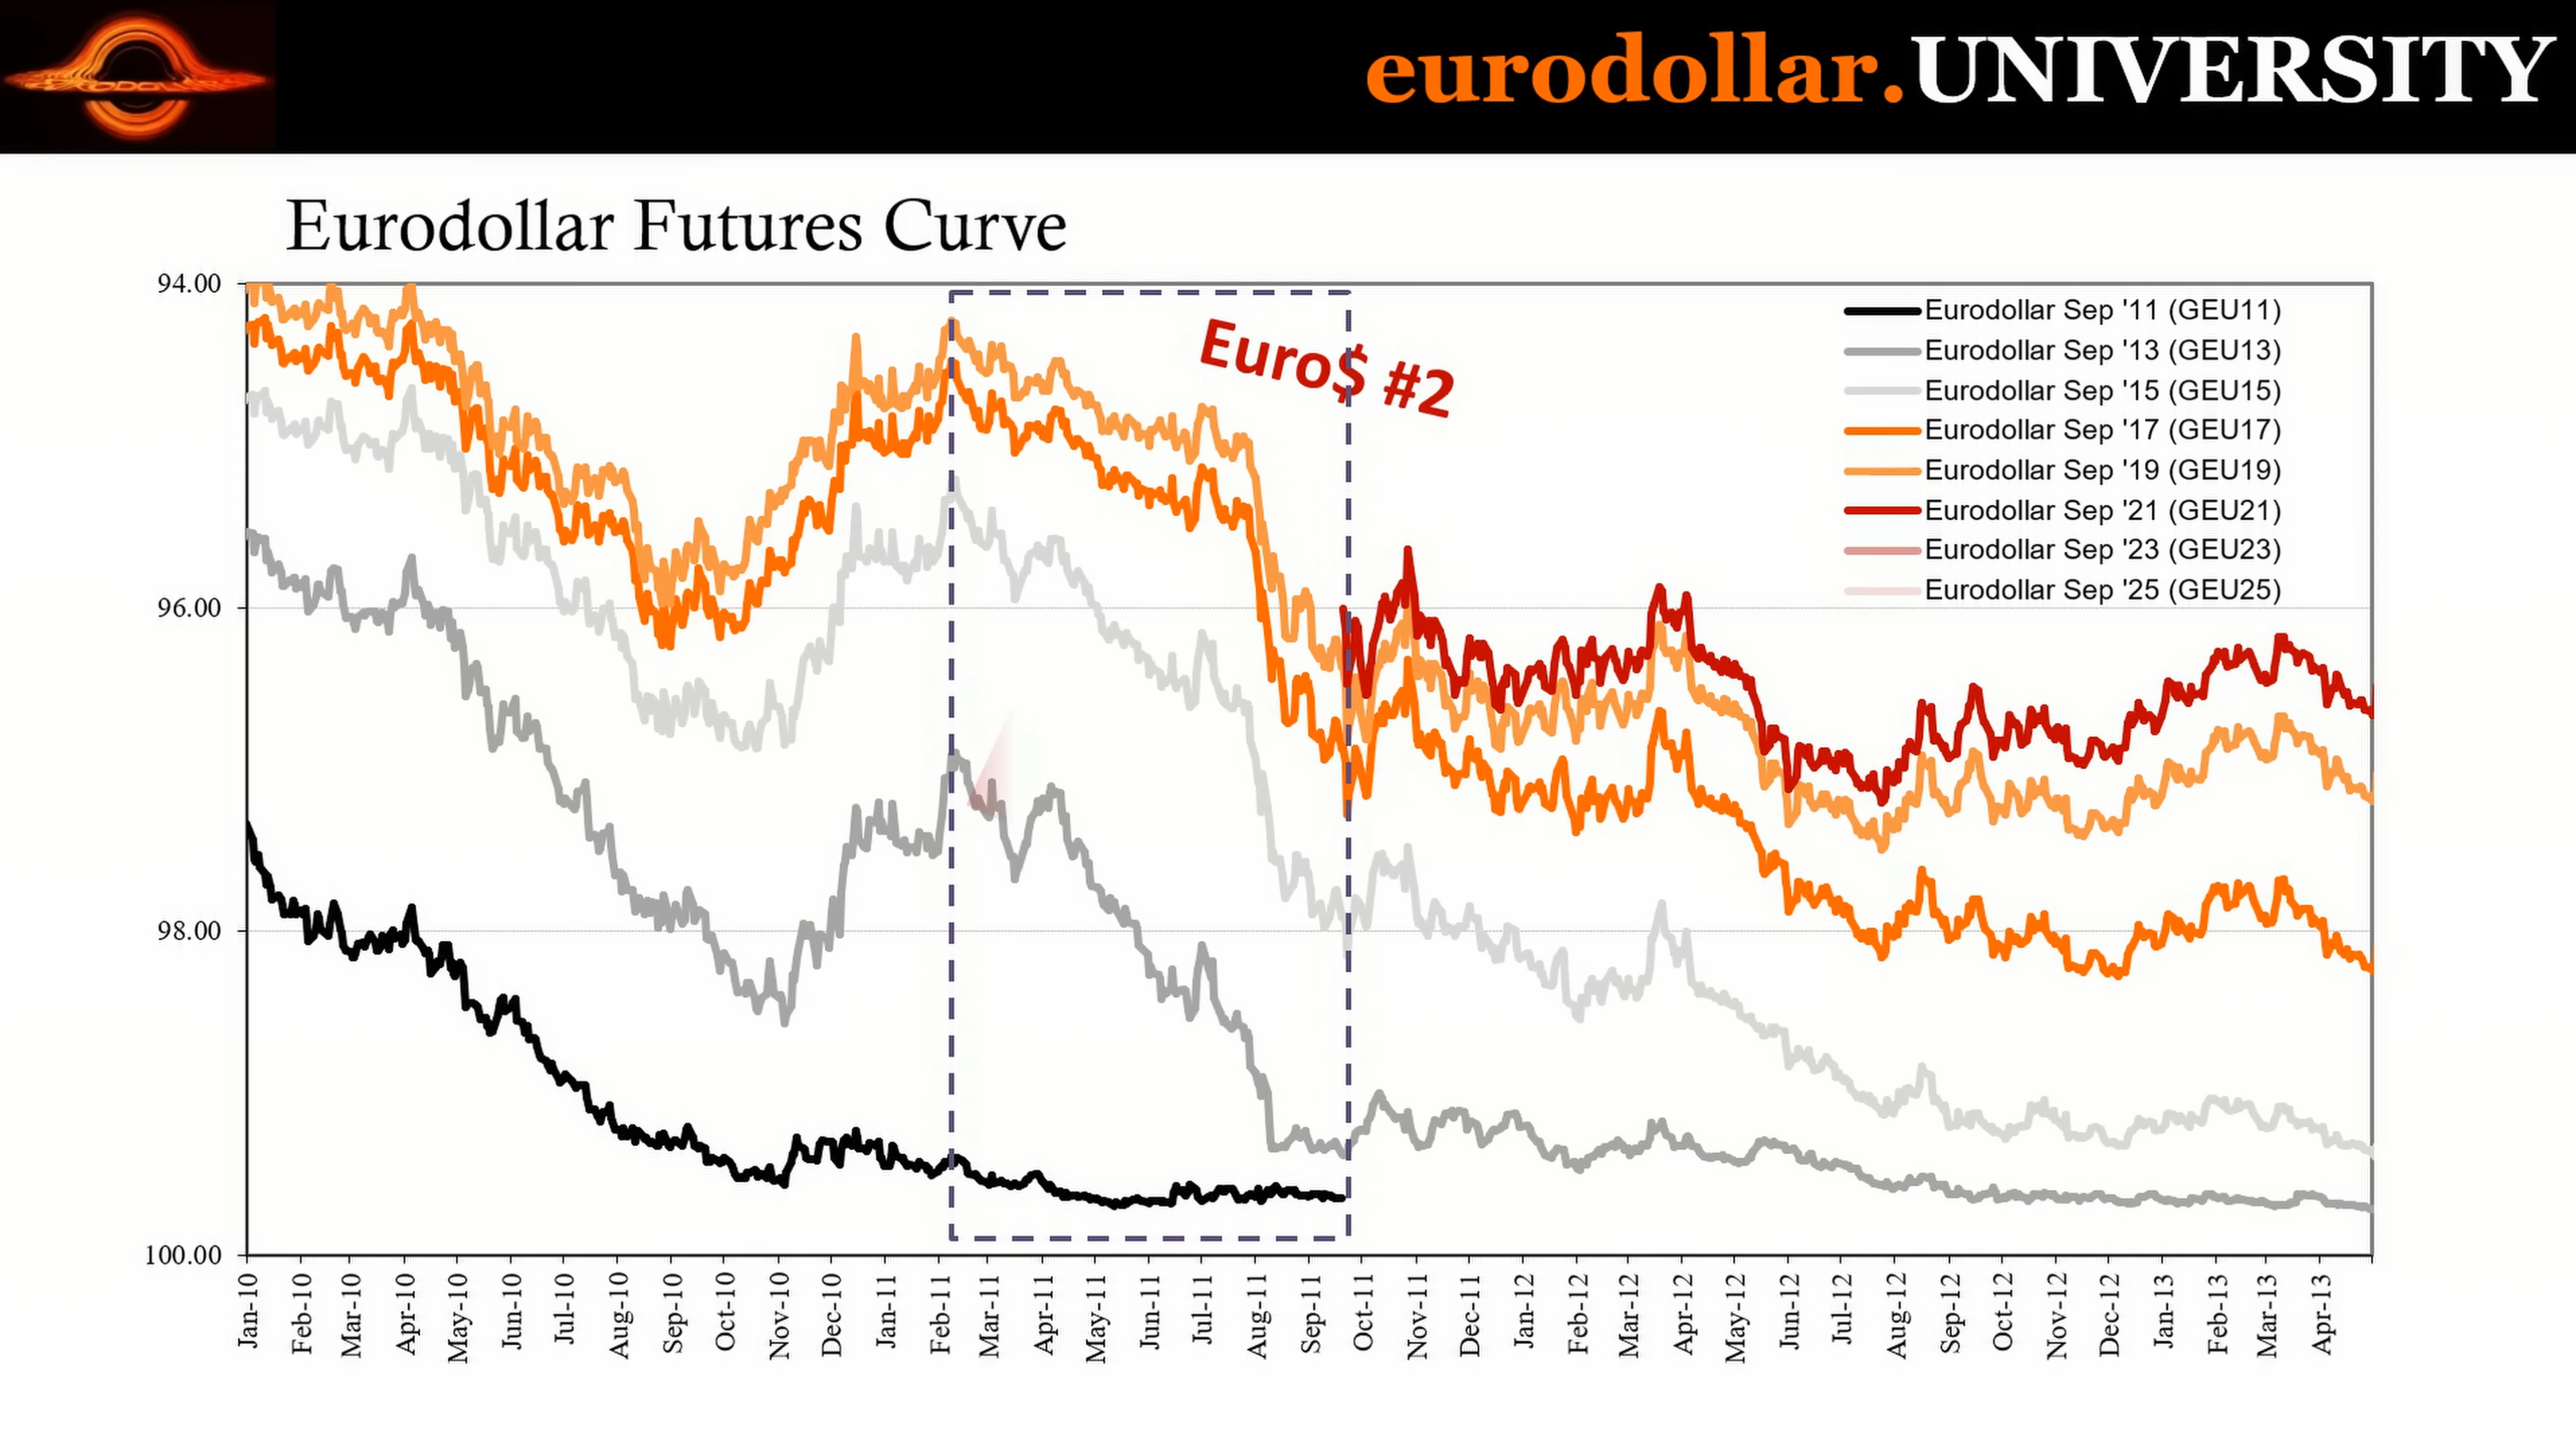 eurodollar.UNIVERSITY
Eurodollar Futures Curve
94.00
96.00
98.00
100.00
Euro$ #2
Eurodollar Sep '11 (GEU11)
Eurodollar Sep '13 (GEU13)
Eurodollar Sep '15 (GEU15)
Eurodollar Sep '17 (GEU17)
Eurodollar Sep '19 (GEU19)
Eurodollar Sep '21 (GEU21)
Eurodollar Sep '23 (GEU23)
Eurodollar Sep '25 (GEU25)
Jan-10
Feb-10
Mar-10
Apr-10
May-10
Jun-10
Jul-10
Aug-10
Sep-10
Oct-10
Nov-10
Dec-10
Jan-11
Feb-11
Mar-11
Apr-11
May-11
Jun-11
Jul-11
Aug-11
Sep-11
Oct-11
Nov-11
Dec-11
Jan-12
Feb-12
Mar-12
Apr-12
May-12
Jun-12
Jul-12
Aug-12
Sep-12
Oct-12
Nov-12
Dec-12
Jan-13
Feb-13
Mar-13
Apr-13